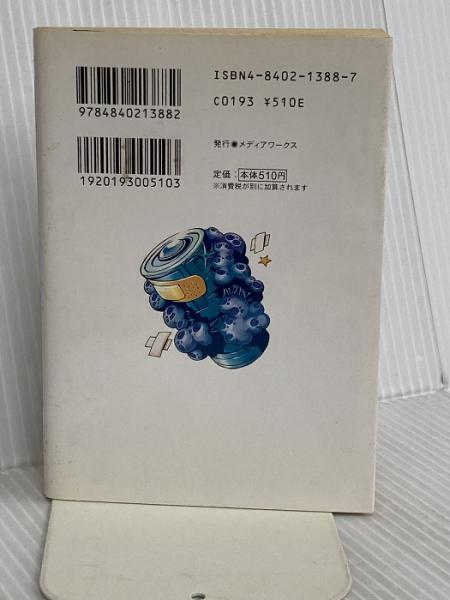 ISBN4-8402-1388-7
C0193 ¥510E
9784840213882
発行●メディアワークス
定価：本体510円
※消費税が別に加算されます
1920193005103